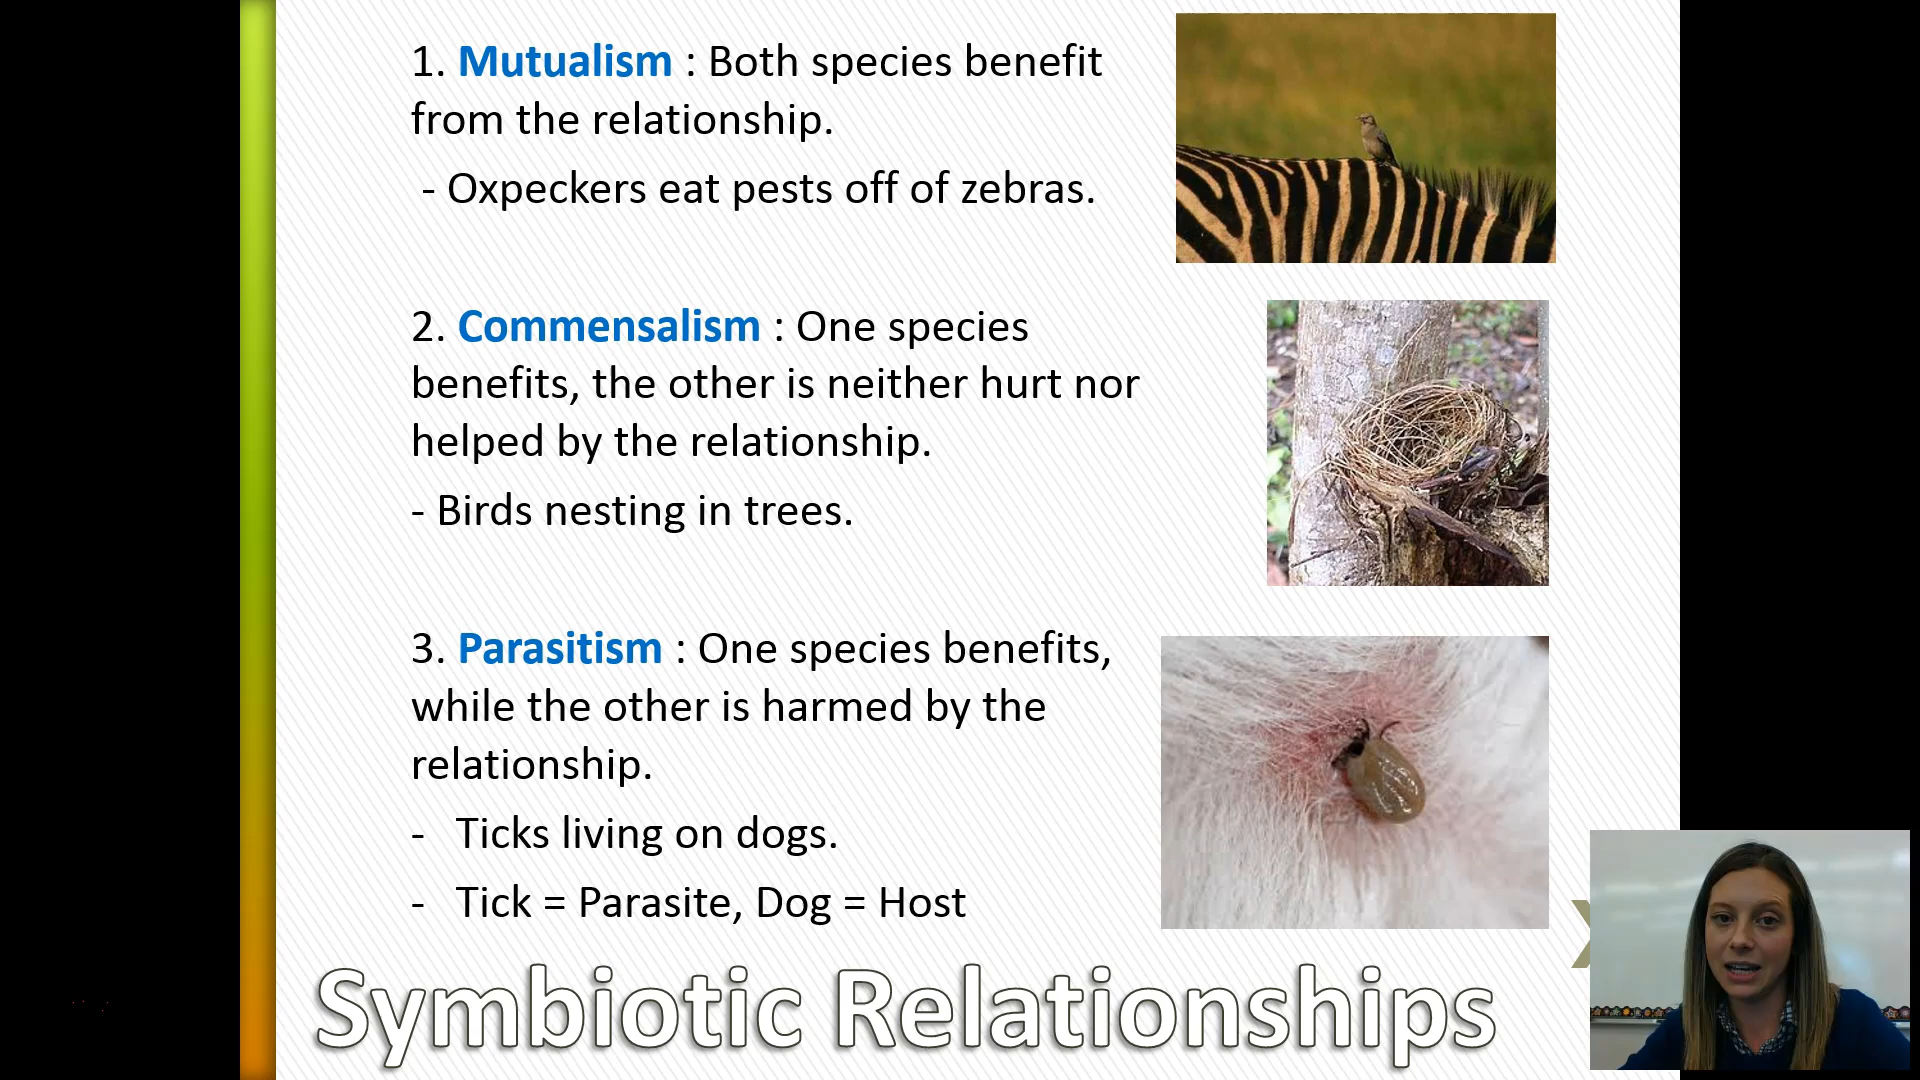 1. Mutualism : Both species benefit
from the relationship.
- Oxpeckers eat pests off of zebras.
2. Commensalism : One species
benefits, the other is neither hurt nor
helped by the relationship.
- Birds nesting in trees.
3. Parasitism : One species benefits,
while the other is harmed by the
relationship.
- Ticks living on dogs.
- Tick = Parasite, Dog = Host
Symbiotic Relationships